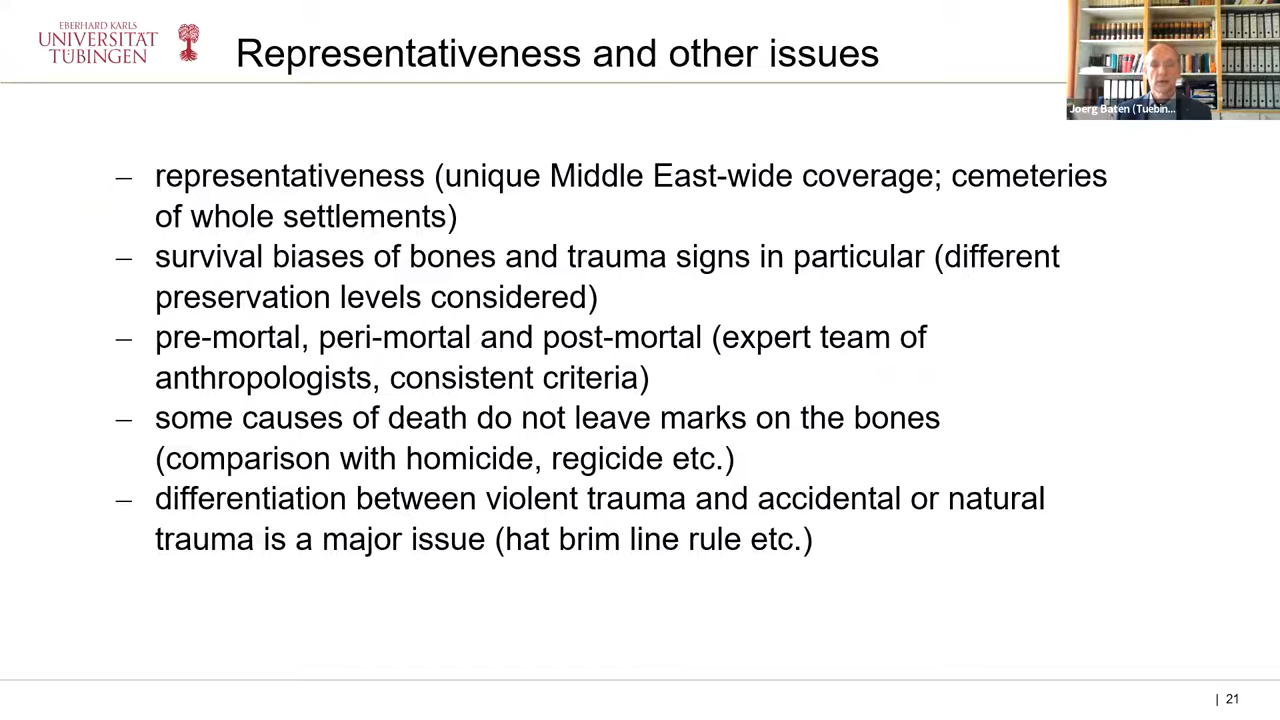 EBERHARD KARLS
UNIVERSITÄT
TÜBINGEN
Representativeness and other issues
Joerg Baten (Tuebin...
– representativeness (unique Middle East-wide coverage; cemeteries
of whole settlements)
– survival biases of bones and trauma signs in particular (different
preservation levels considered)
– pre-mortal, peri-mortal and post-mortal (expert team of
anthropologists, consistent criteria)
– some causes of death do not leave marks on the bones
(comparison with homicide, regicide etc.)
– differentiation between violent trauma and accidental or natural
trauma is a major issue (hat brim line rule etc.)
| 21